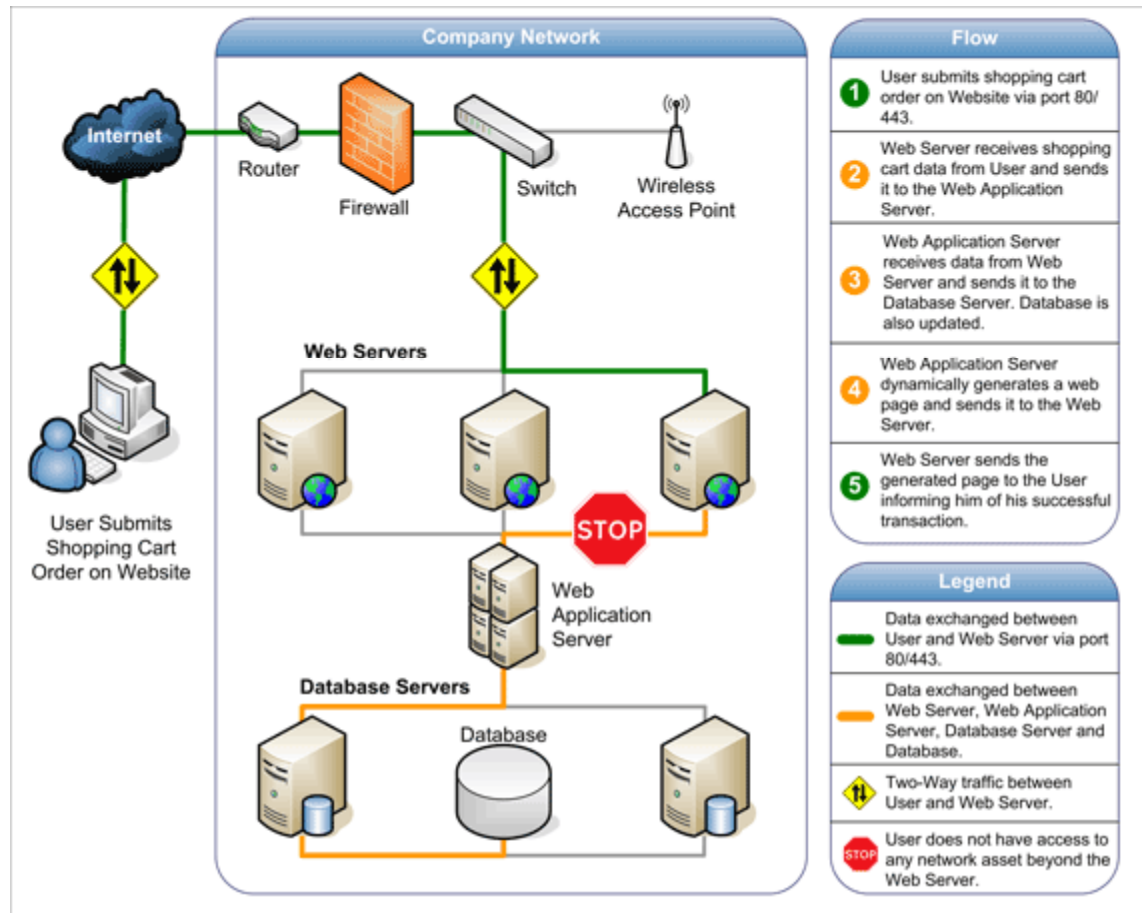 Company Network
Internet
Router
Firewall
Switch
Wireless
Access Point
Web Servers
User Submits
Shopping Cart
Order on Website
STOP
Web
Application
Server
Database Servers
Database
Flow
1
User submits shopping cart
order on Website via port 80/
443.
2
Web Server receives shopping
cart data from User and sends
it to the Web Application
Server.
3
Web Application Server
receives data from Web
Server and sends it to the
Database Server. Database is
also updated.
4
Web Application Server
dynamically generates a web
page and sends it to the Web
Server.
5
Web Server sends the
generated page to the User
informing him of his successful
transaction.
Legend
Data exchanged between
User and Web Server via port
80/443.
Data exchanged between
Web Server, Web Application
Server, Database Server and
Database.
Two-Way traffic between
User and Web Server.
STOP
User does not have access to
any network asset beyond the
Web Server.